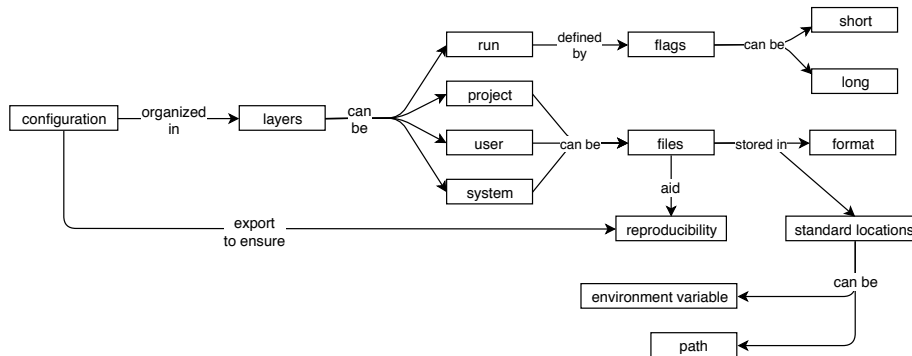 short
run
defined
by
flags
can be
long
project
configuration
organized
in
layers
can
be
user
can be
files
stored in
format
system
aid
export
to ensure
reproducibility
standard locations
can be
environment variable
path